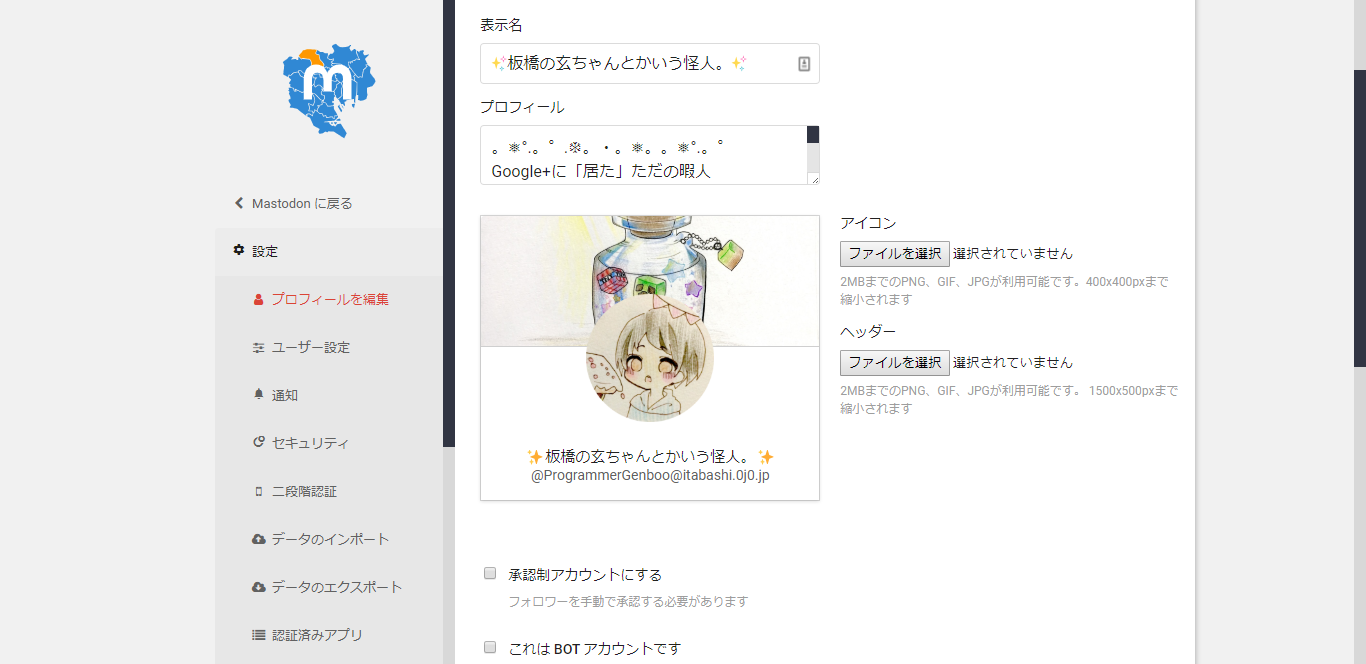 Mastodon に戻る
設定
プロフィールを編集
ユーザー設定
通知
セキュリティ
二段階認証
データのインポート
データのエクスポート
認証済みアプリ
表示名
✨板橋の玄ちゃんとかいう怪人。✨
プロフィール
。❅°.。゜.❆。・。❅。。❅°.。゜
Google+に「居た」ただの暇人
✨板橋の玄ちゃんとかいう怪人。✨
@ProgrammerGenboo@itabashi.0j0.jp
アイコン
ファイルを選択 選択されていません
2MBまでのPNG、GIF、JPGが利用可能です。400x400pxまで
縮小されます
ヘッダー
ファイルを選択 選択されていません
2MBまでのPNG、GIF、JPGが利用可能です。 1500x500pxまで
縮小されます
承認制アカウントにする
フォロワーを手動で承認する必要があります
これは BOT アカウントです